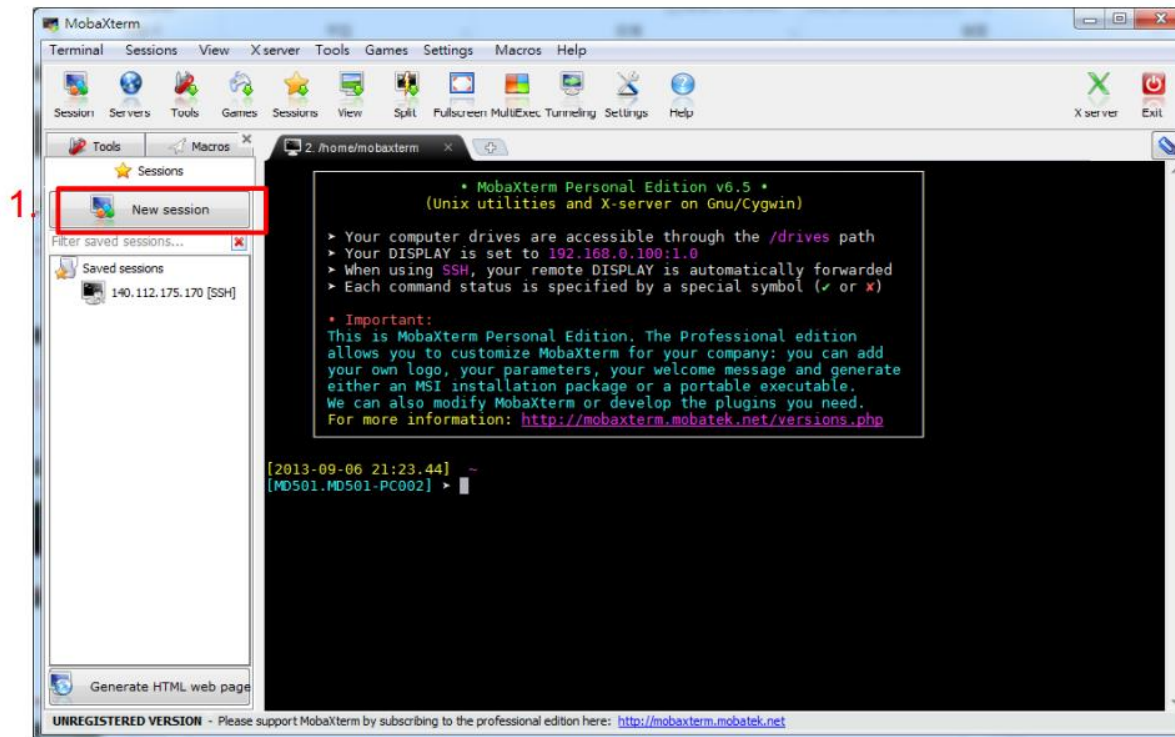 MobaXterm
Terminal Sessions View X server Tools Games Settings Macros Help
Session Servers Tools Games Sessions View Split Fullscreen MultiExec Tunneling Settings Help X server Exit
Tools Macros
2. /home/mobaxterm
Sessions
1.
New session
Filter saved sessions...
Saved sessions
140.112.175.170 [SSH]
• MobaXterm Personal Edition v6.5 •
(Unix utilities and X-server on Gnu/Cygwin)
➤ Your computer drives are accessible through the /drives path
➤ Your DISPLAY is set to 192.168.0.100:1.0
➤ When using SSH, your remote DISPLAY is automatically forwarded
➤ Each command status is specified by a special symbol (✔ or ✘)
• Important:
This is MobaXterm Personal Edition. The Professional edition
allows you to customize MobaXterm for your company: you can add
your own logo, your parameters, your welcome message and generate
either an MSI installation package or a portable executable.
We can also modify MobaXterm or develop the plugins you need.
For more information: http://mobaxterm.mobatek.net/versions.php
[2013-09-06 21:23.44] ~
[MD501.MD501-PC002] ➤
Generate HTML web page
UNREGISTERED VERSION - Please support MobaXterm by subscribing to the professional edition here: http://mobaxterm.mobatek.net